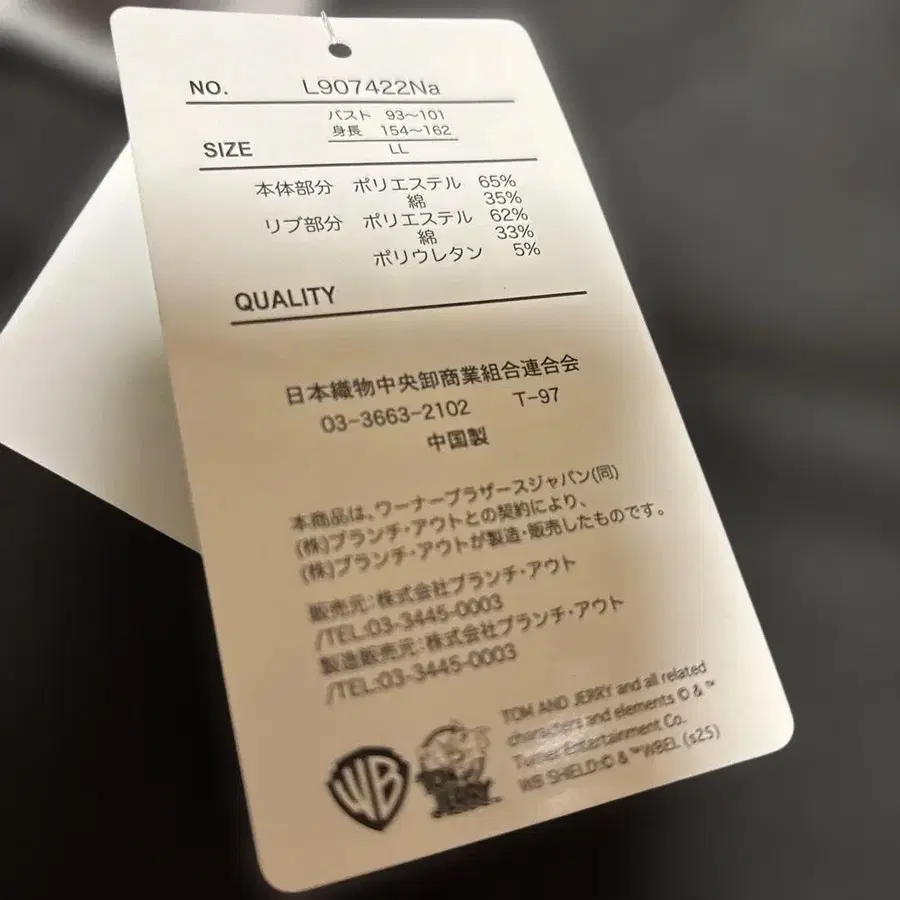 NO. L907422Na
バスト 93〜101
身長 154〜162
SIZE LL
本体部分 ポリエステル 65%
綿 35%
リブ部分 ポリエステル 62%
綿 33%
ポリウレタン 5%
QUALITY
日本織物中央卸商業組合連合会
03-3663-2102 T-97
中国製
本商品は、ワーナーブラザースジャパン(同)
(株)ブランチ・アウトとの契約により、
(株)ブランチ・アウトが製造・販売したものです。
販売元:株式会社ブランチ・アウト
/TEL:03-3445-0003
製造販売元:株式会社ブランチ・アウト
/TEL:03-3445-0003
WB
TOM AND JERRY
TOM AND JERRY and all related
characters and elements © & ™
Turner Entertainment Co.
WB SHIELD:© & ™WBEI. (s25)